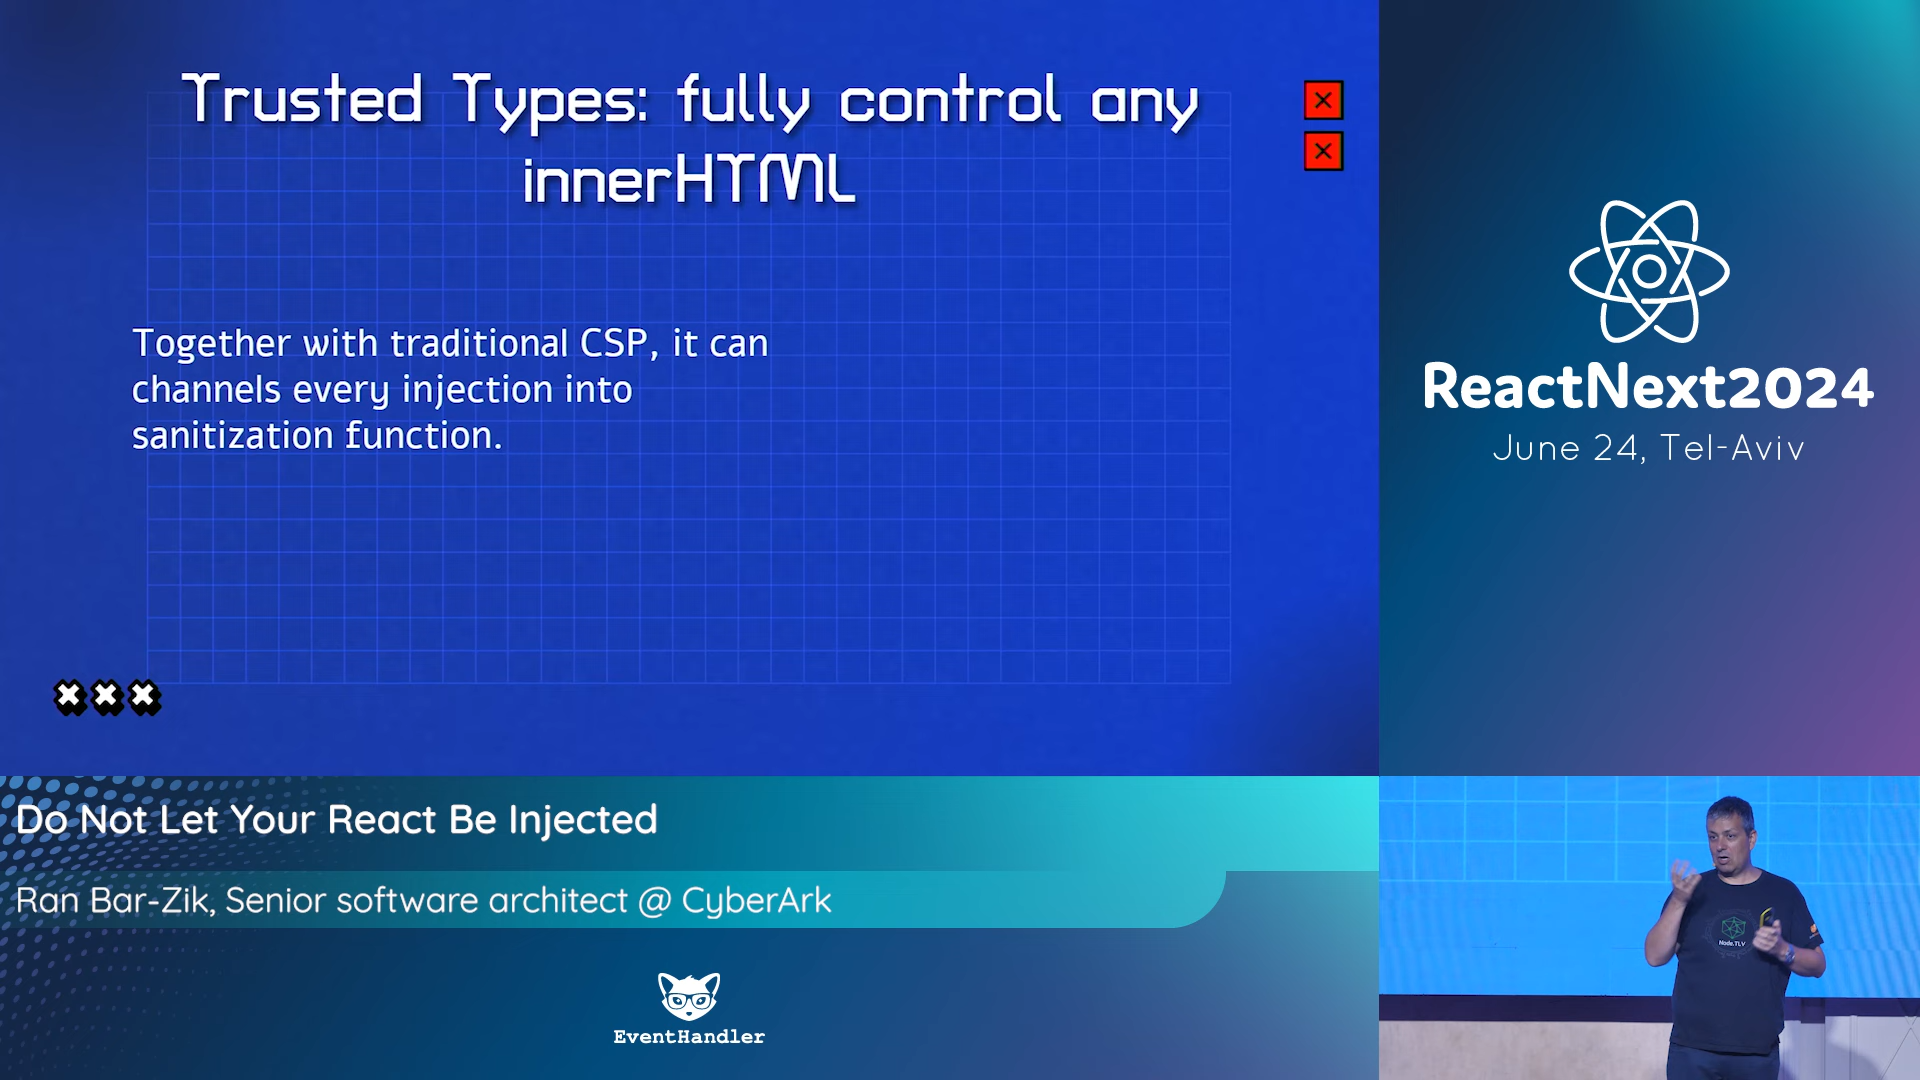 Trusted Types: fully control any
innerHTML
Together with traditional CSP, it can
channels every injection into
sanitization function.
ReactNext2024
June 24, Tel-Aviv
Do Not Let Your React Be Injected
Ran Bar-Zik, Senior software architect @ CyberArk
EventHandler
Node.TLV